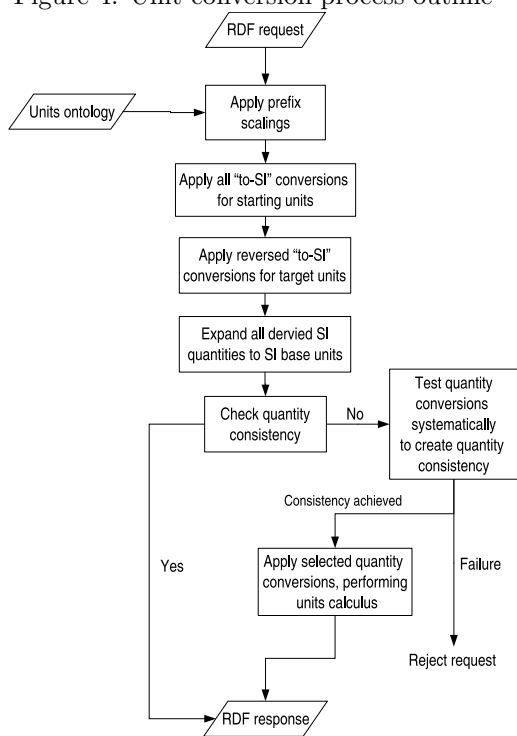 Figure 4: Unit conversion process outline
RDF request
Units ontology
Apply prefix
scalings
Apply all "to-SI" conversions
for starting units
Apply reversed "to-SI"
conversions for target units
Expand all dervied SI
quantities to SI base units
Check quantity
consistency
No
Test quantity
conversions
systematically
to create quantity
consistency
Consistency achieved
Yes
Apply selected quantity
conversions, performing
units calculus
Failure
Reject request
RDF response